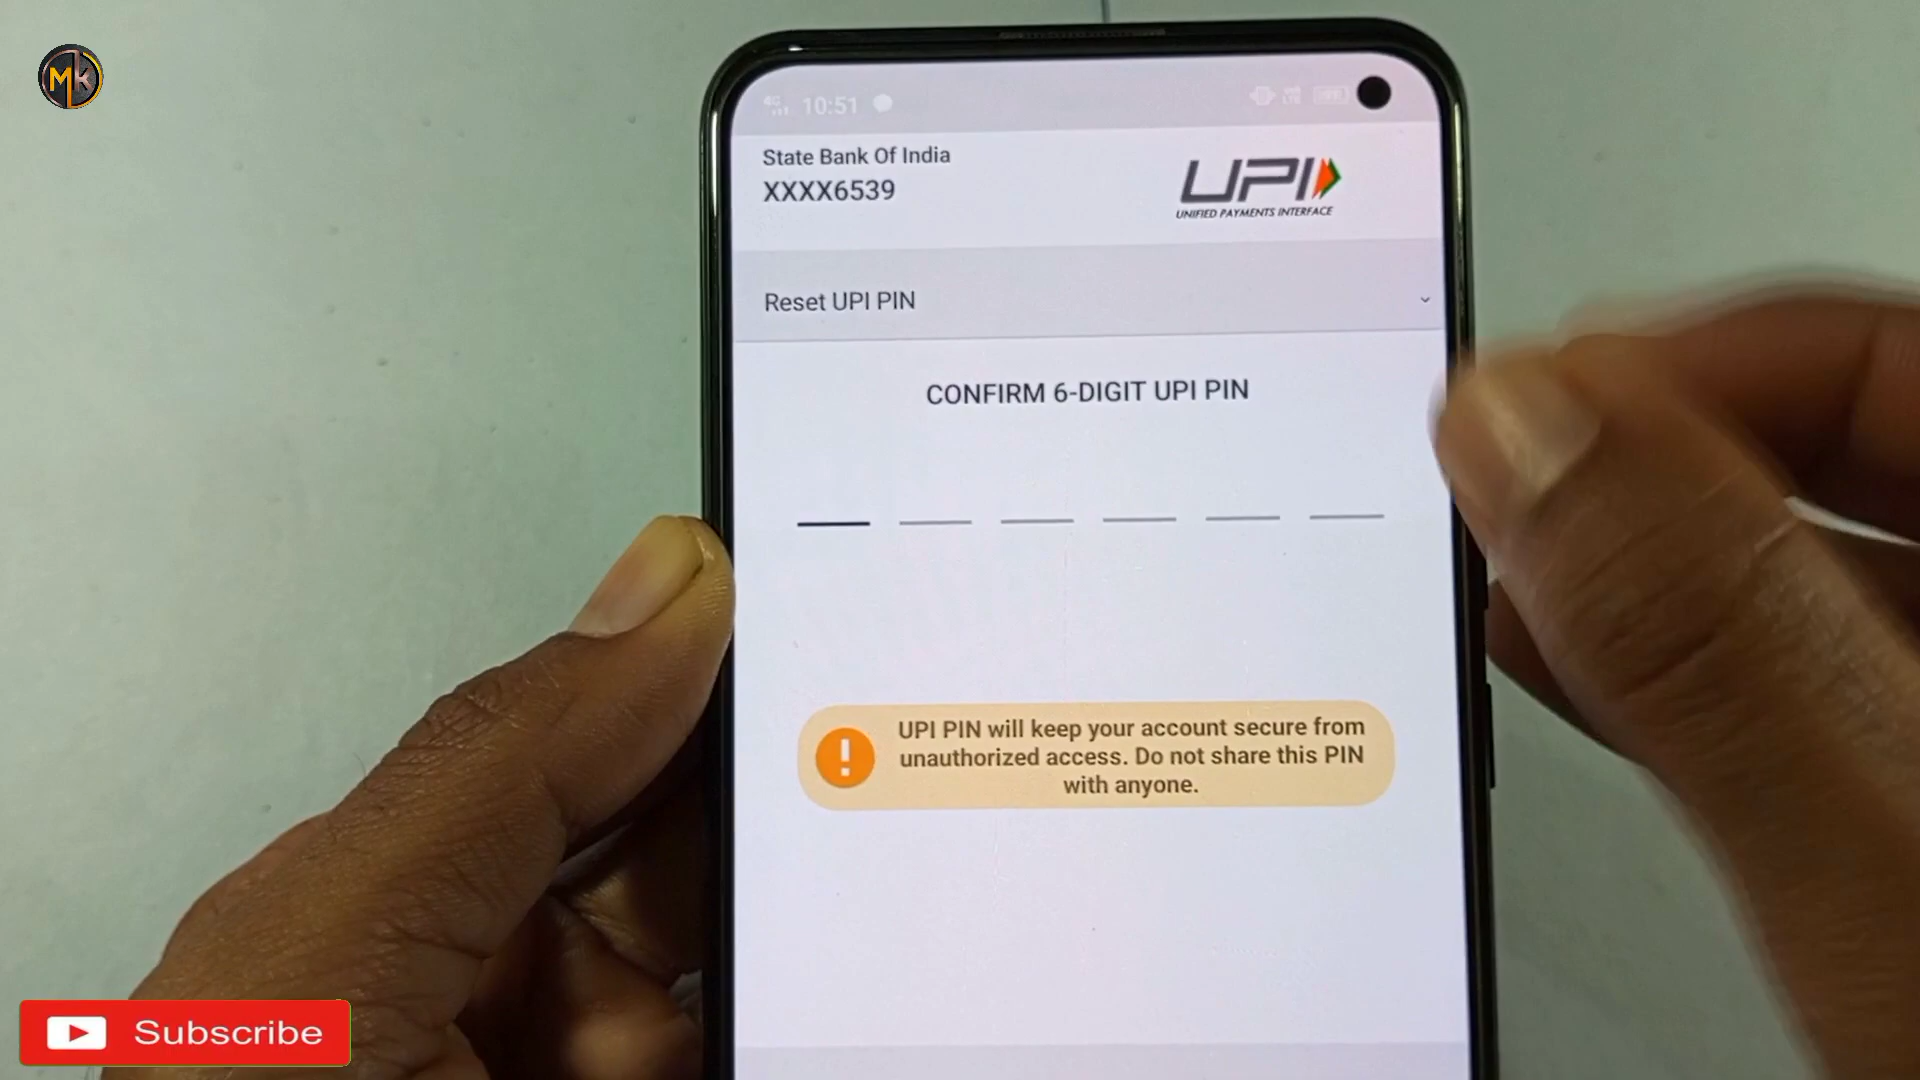 Mk
4G 10:51
State Bank Of India
XXXX6539
UPI
UNIFIED PAYMENTS INTERFACE
Reset UPI PIN
CONFIRM 6-DIGIT UPI PIN
UPI PIN will keep your account secure from
unauthorized access. Do not share this PIN
with anyone.
Subscribe